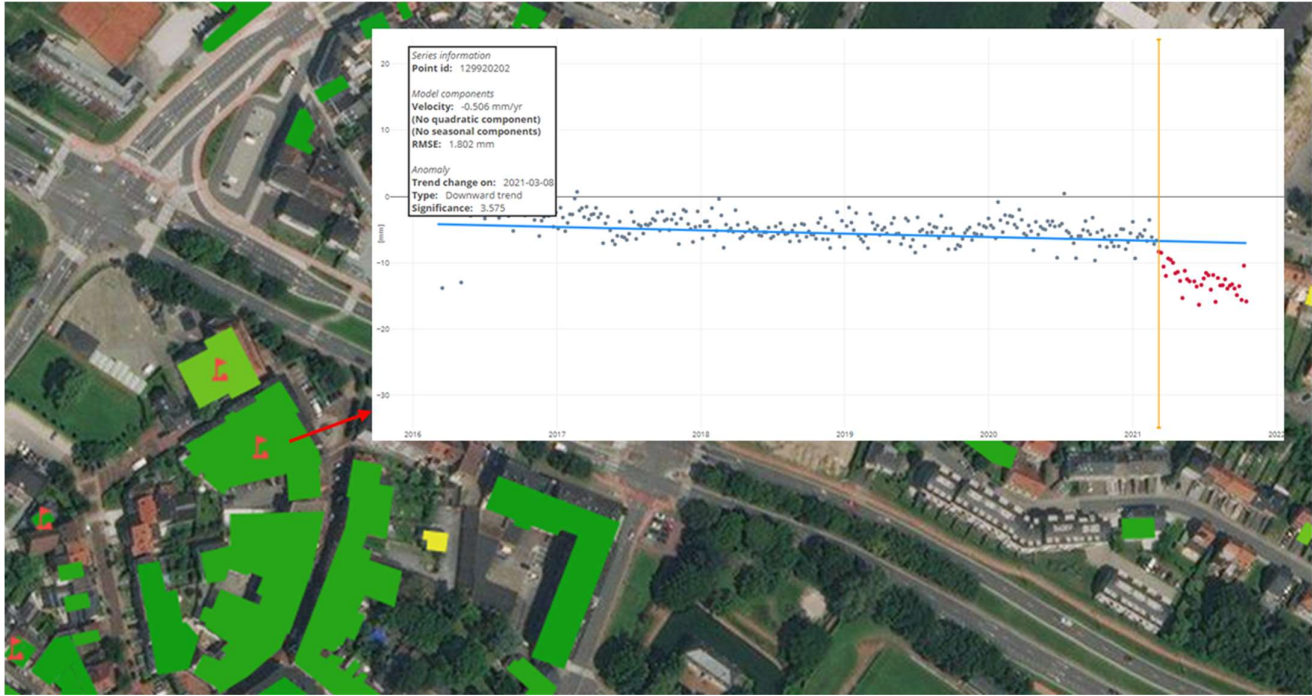 Series information
Point id: 129920202
Model components
Velocity: -0.506 mm/yr
(No quadratic component)
(No seasonal components)
RMSE: 1.802 mm
Anomaly
Trend change on: 2021-03-08
Type: Downward trend
Significance: 3.575
20
10
0
−10
−20
−30
[mm]
2016 2017 2018 2019 2020 2021 2022